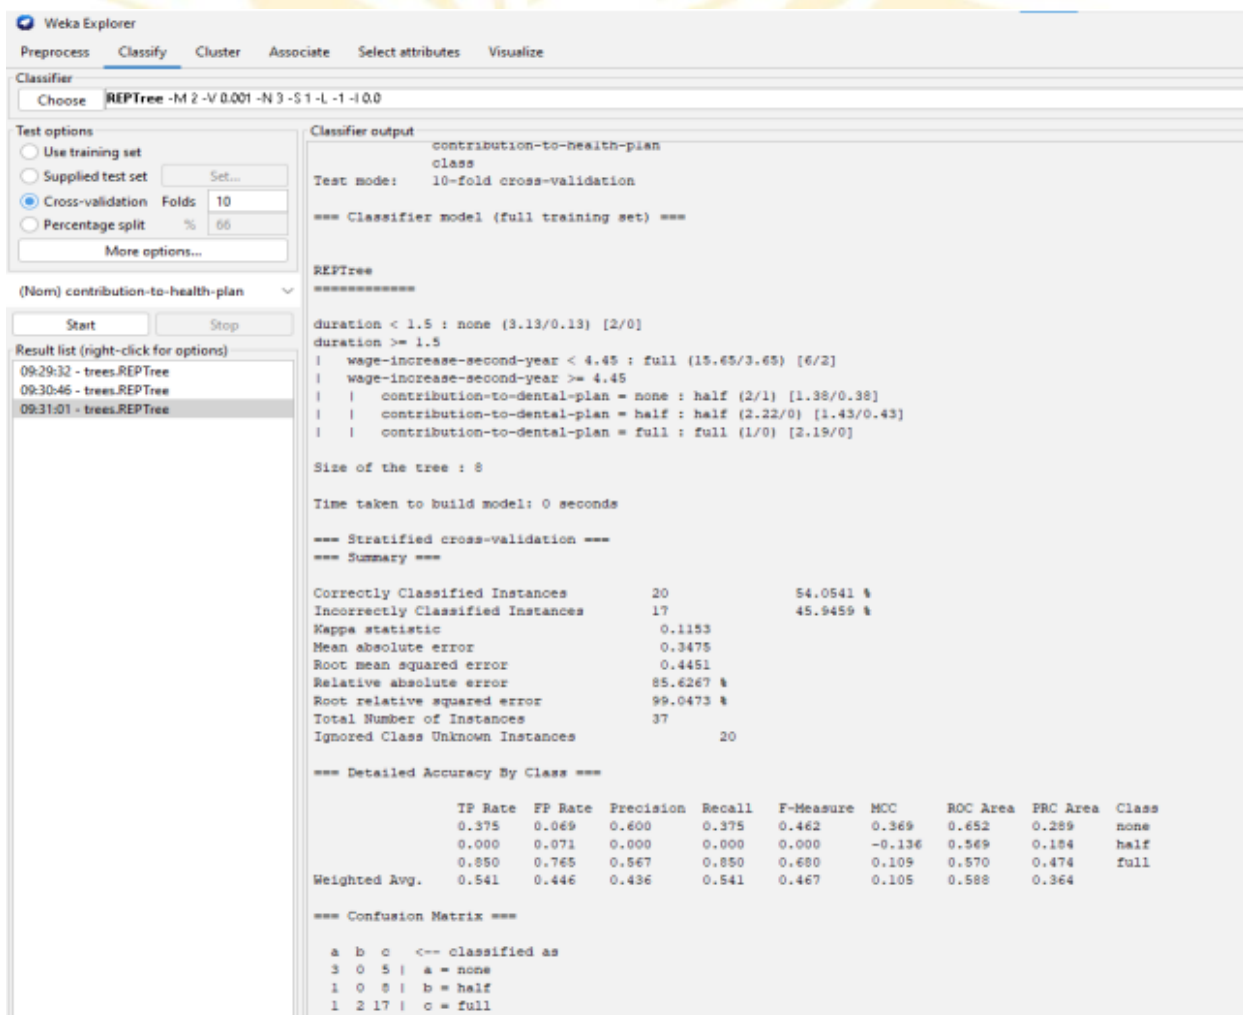 Weka Explorer
Preprocess Classify Cluster Associate Select attributes Visualize
Classifier
Choose REPTree -M 2 -V 0.001 -N 3 -S 1 -L -1 -I 0.0
Test options
Use training set
Supplied test set Set...
Cross-validation Folds 10
Percentage split % 66
More options...
(Nom) contribution-to-health-plan
Start Stop
Result list (right-click for options)
09:29:32 - trees.REPTree
09:30:46 - trees.REPTree
09:31:01 - trees.REPTree
Classifier output
contribution-to-health-plan
class
Test mode: 10-fold cross-validation
=== Classifier model (full training set) ===
REPTree
============
duration < 1.5 : none (3.13/0.13) [2/0]
duration >= 1.5
| wage-increase-second-year < 4.45 : full (15.65/3.65) [6/2]
| wage-increase-second-year >= 4.45
| | contribution-to-dental-plan = none : half (2/1) [1.38/0.38]
| | contribution-to-dental-plan = half : half (2.22/0) [1.43/0.43]
| | contribution-to-dental-plan = full : full (1/0) [2.19/0]
Size of the tree : 8
Time taken to build model: 0 seconds
=== Stratified cross-validation ===
=== Summary ===
Correctly Classified Instances 20 54.0541 %
Incorrectly Classified Instances 17 45.9459 %
Kappa statistic 0.1153
Mean absolute error 0.3475
Root mean squared error 0.4451
Relative absolute error 85.6267 %
Root relative squared error 99.0473 %
Total Number of Instances 37
Ignored Class Unknown Instances 20
=== Detailed Accuracy By Class ===
TP Rate FP Rate Precision Recall F-Measure MCC ROC Area PRC Area Class
0.375 0.069 0.600 0.375 0.462 0.369 0.652 0.289 none
0.000 0.071 0.000 0.000 0.000 -0.136 0.569 0.184 half
0.850 0.765 0.567 0.850 0.680 0.109 0.570 0.474 full
Weighted Avg. 0.541 0.446 0.436 0.541 0.467 0.105 0.588 0.364
=== Confusion Matrix ===
a b c <-- classified as
3 0 5 | a = none
1 0 8 | b = half
1 2 17 | c = full